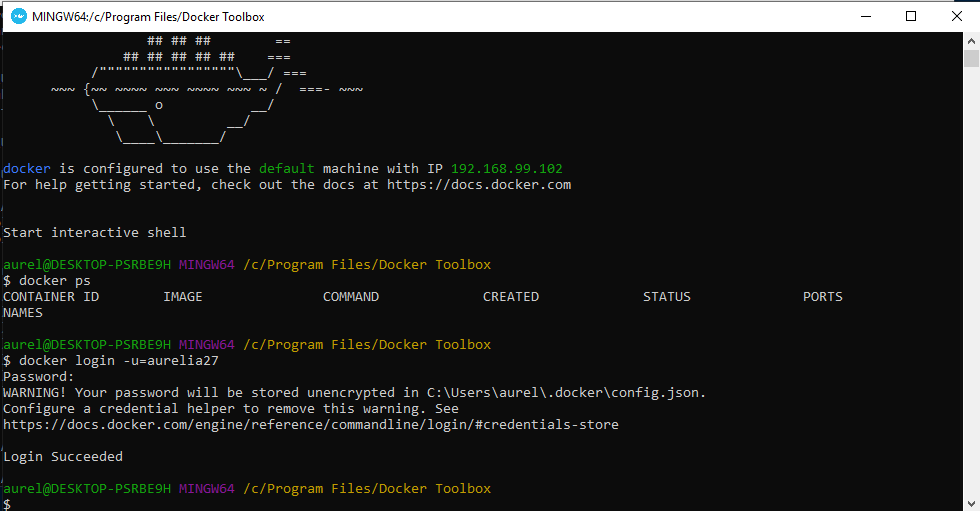 MINGW64:/c/Program Files/Docker Toolbox
## ## ## ==
## ## ## ## ## ===
/"""""""""""""""""\___/ ===
~~~ {~~ ~~~~ ~~~ ~~~~ ~~~ ~ / ===- ~~~
\______ o __/
\ \ __/
\____\_______/
docker is configured to use the default machine with IP 192.168.99.102
For help getting started, check out the docs at https://docs.docker.com
Start interactive shell
aurel@DESKTOP-PSRBE9H MINGW64 /c/Program Files/Docker Toolbox
$ docker ps
CONTAINER ID IMAGE COMMAND CREATED STATUS PORTS
NAMES
aurel@DESKTOP-PSRBE9H MINGW64 /c/Program Files/Docker Toolbox
$ docker login -u=aurelia27
Password:
WARNING! Your password will be stored unencrypted in C:\Users\aurel\.docker\config.json.
Configure a credential helper to remove this warning. See
https://docs.docker.com/engine/reference/commandline/login/#credentials-store
Login Succeeded
aurel@DESKTOP-PSRBE9H MINGW64 /c/Program Files/Docker Toolbox
$